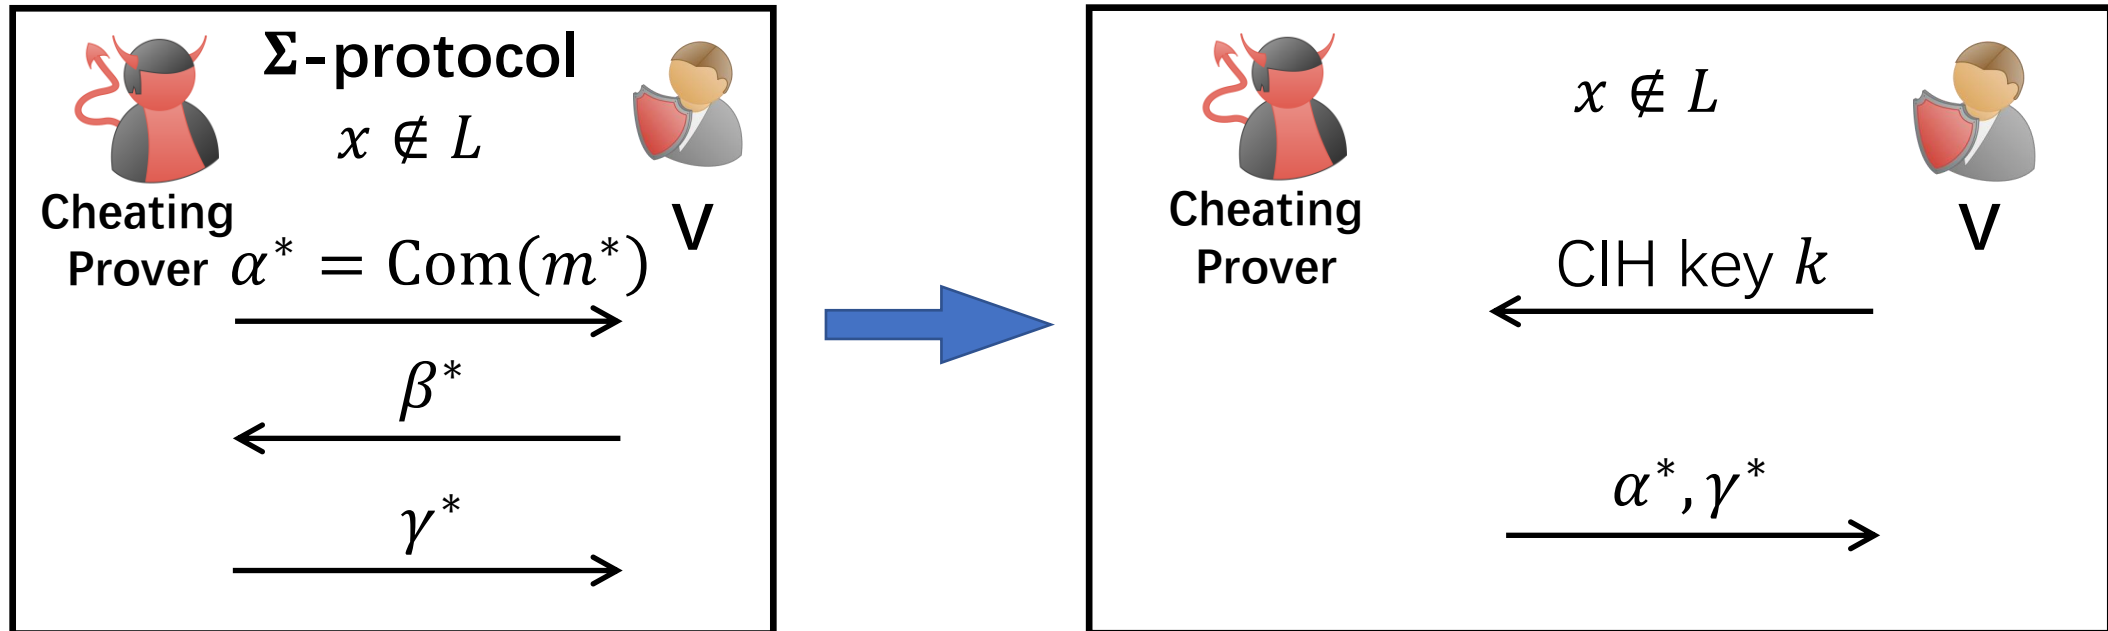 Σ-protocol
x ∉ L
Cheating
Prover
V
α* = Com(m*)
β*
γ*
x ∉ L
Cheating
Prover
V
CIH key k
α*, γ*